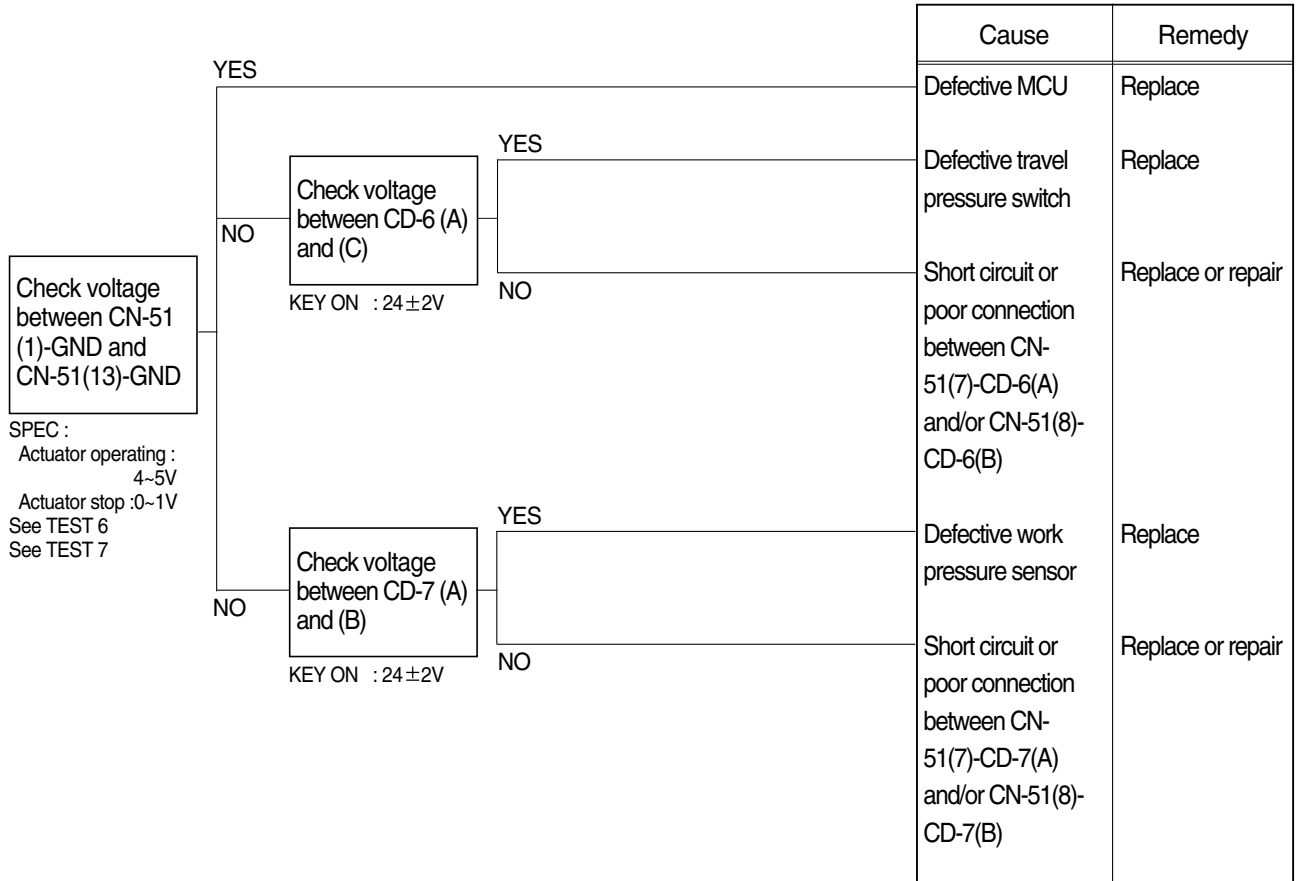 Cause
Remedy
YES
Defective MCU
Replace
YES
Check voltage
between CD-6 (A)
and (C)
NO
KEY ON : 24±2V
Defective travel
pressure switch
Replace
NO
Short circuit or
poor connection
between CN-
51(7)-CD-6(A)
and/or CN-51(8)-
CD-6(B)
Replace or repair
Check voltage
between CN-51
(1)-GND and
CN-51(13)-GND
SPEC :
Actuator operating :
4~5V
Actuator stop :0~1V
See TEST 6
See TEST 7
YES
Check voltage
between CD-7 (A)
and (B)
NO
KEY ON : 24±2V
Defective work
pressure sensor
Replace
NO
Short circuit or
poor connection
between CN-
51(7)-CD-7(A)
and/or CN-51(8)-
CD-7(B)
Replace or repair